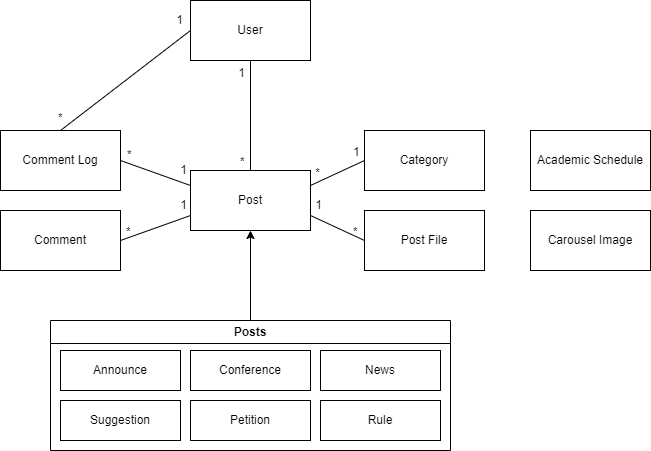 User
1
1
*
*
Comment Log
*
1
Post
*
1
Category
Academic Schedule
Comment
*
1
1
*
Post File
Carousel Image
Posts
Announce
Conference
News
Suggestion
Petition
Rule